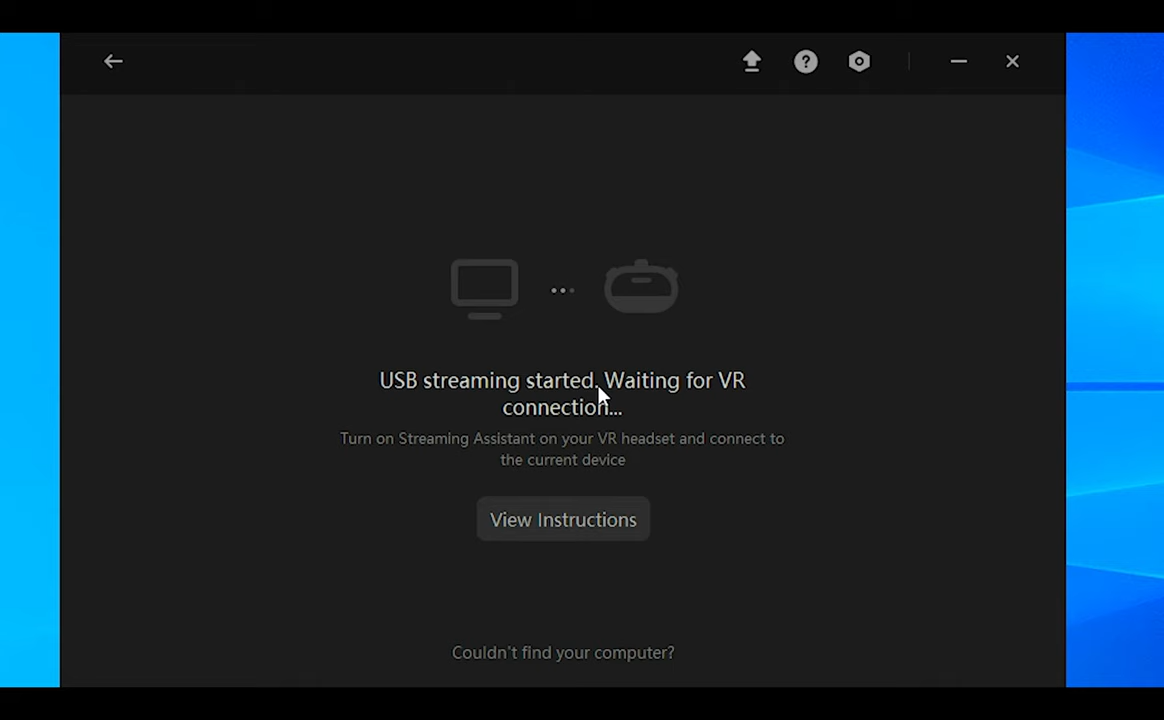 USB streaming started. Waiting for VR
connection...
Turn on Streaming Assistant on your VR headset and connect to
the current device
View Instructions
Couldn't find your computer?